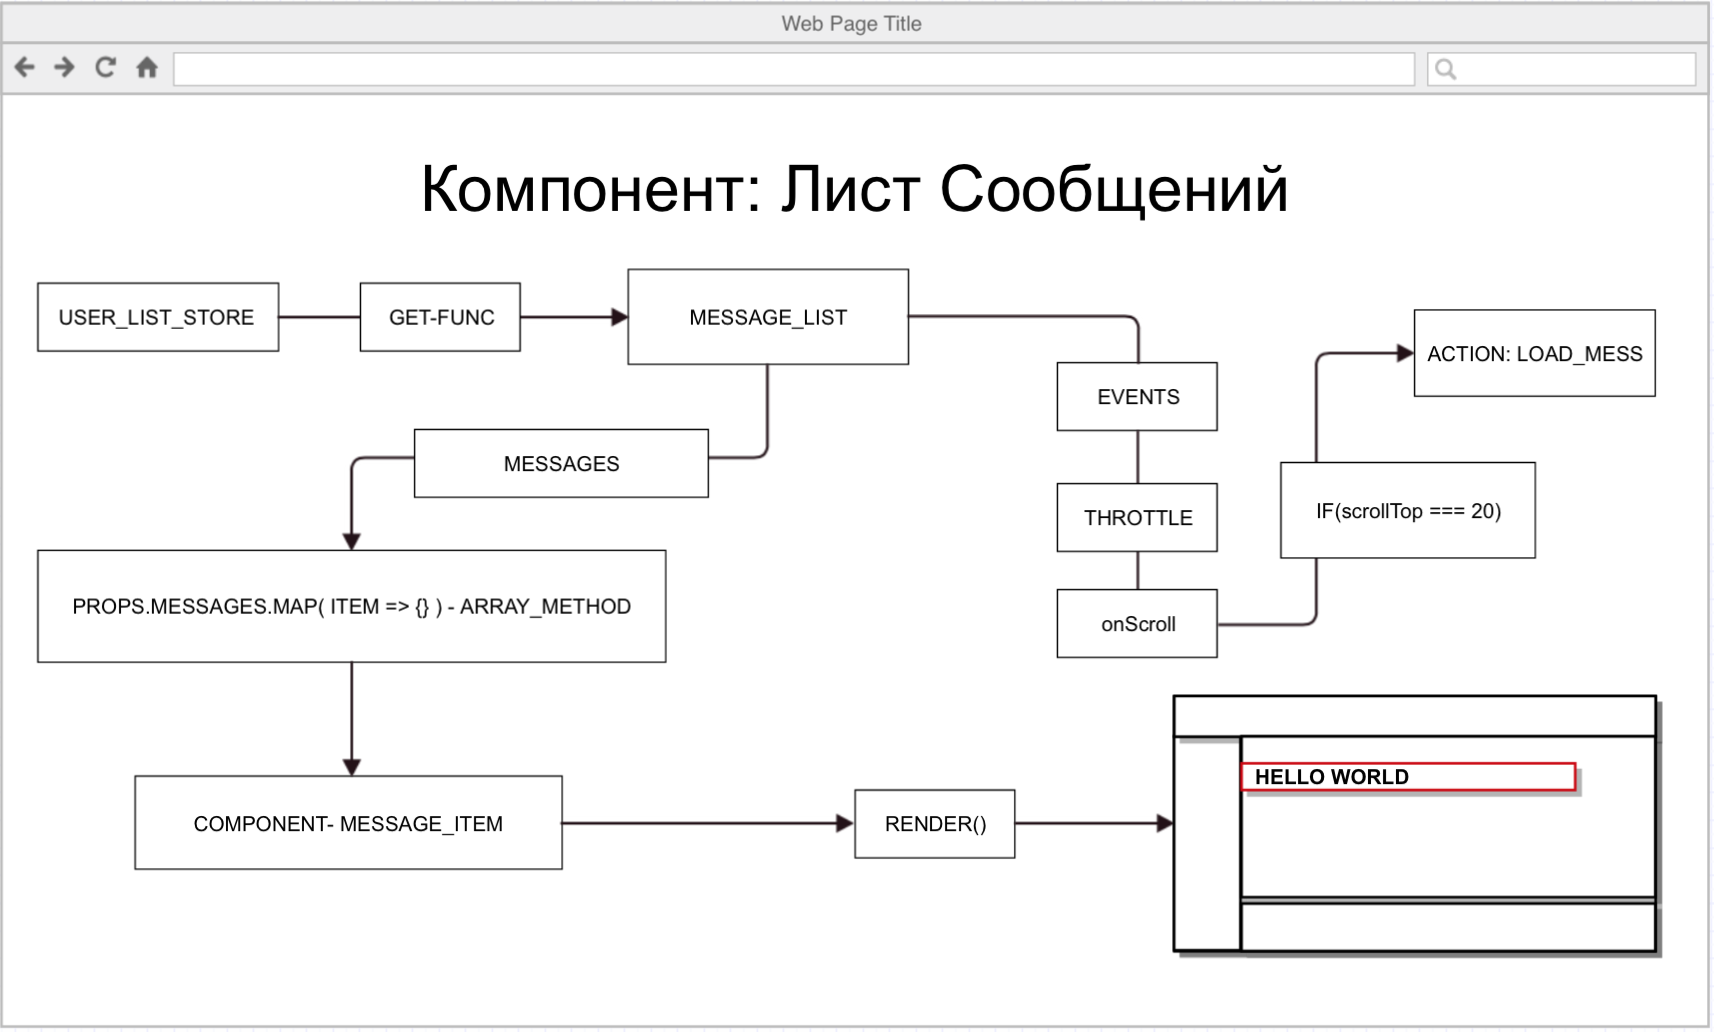 Web Page Title
Компонент: Лист Сообщений
USER_LIST_STORE
GET-FUNC
MESSAGE_LIST
ACTION: LOAD_MESS
EVENTS
MESSAGES
IF(scrollTop === 20)
THROTTLE
PROPS.MESSAGES.MAP( ITEM => {} ) - ARRAY_METHOD
onScroll
HELLO WORLD
COMPONENT- MESSAGE_ITEM
RENDER()